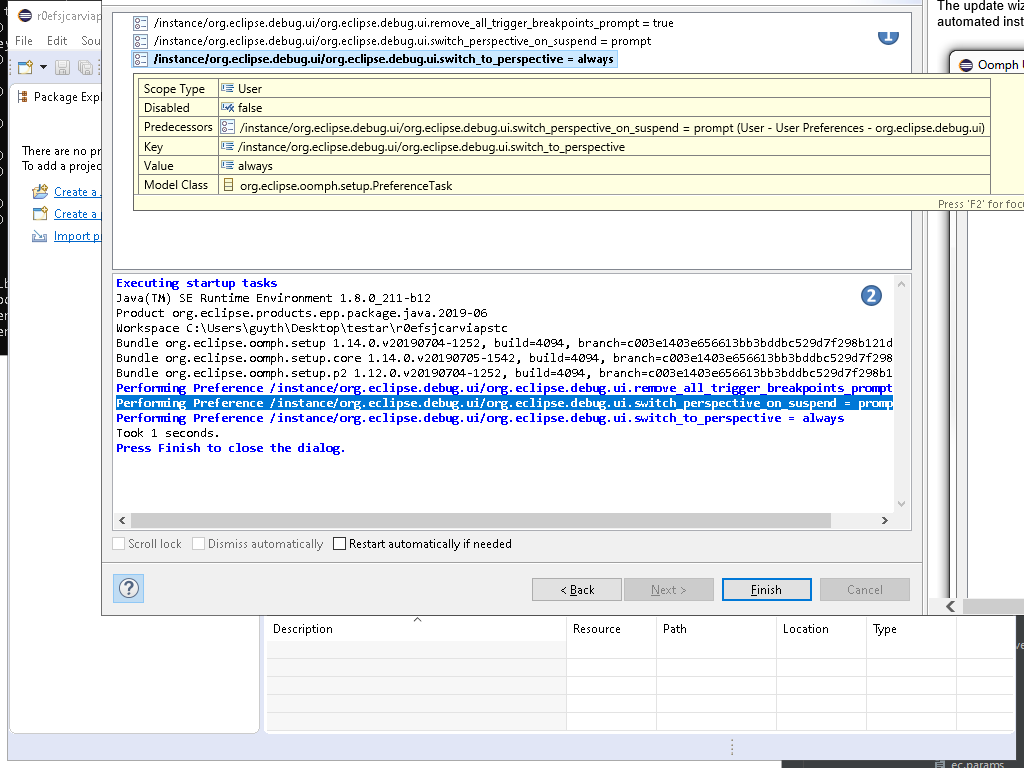 r0efsjcarviap
File Edit Sou
Package Expl
There are no pr
To add a projec
Create a
Create a
Import p
/instance/org.eclipse.debug.ui/org.eclipse.debug.ui.remove_all_trigger_breakpoints_prompt = true
/instance/org.eclipse.debug.ui/org.eclipse.debug.ui.switch_perspective_on_suspend = prompt
/instance/org.eclipse.debug.ui/org.eclipse.debug.ui.switch_to_perspective = always
1
The update wiz
automated inst
Oomph U
Scope Type User
Disabled false
Predecessors /instance/org.eclipse.debug.ui/org.eclipse.debug.ui.switch_perspective_on_suspend = prompt (User - User Preferences - org.eclipse.debug.ui)
Key /instance/org.eclipse.debug.ui/org.eclipse.debug.ui.switch_to_perspective
Value always
Model Class org.eclipse.oomph.setup.PreferenceTask
Press 'F2' for focu
Executing startup tasks
Java(TM) SE Runtime Environment 1.8.0_211-b12
Product org.eclipse.products.epp.package.java.2019-06
Workspace C:\Users\guyth\Desktop\testar\r0efsjcarviapstc
Bundle org.eclipse.oomph.setup 1.14.0.v20190704-1252, build=4094, branch=c003e1403e656613bb3bddbc529d7f298b121d
Bundle org.eclipse.oomph.setup.core 1.14.0.v20190705-1542, build=4094, branch=c003e1403e656613bb3bddbc529d7f298
Bundle org.eclipse.oomph.setup.p2 1.12.0.v20190704-1252, build=4094, branch=c003e1403e656613bb3bddbc529d7f298b1
Performing Preference /instance/org.eclipse.debug.ui/org.eclipse.debug.ui.remove_all_trigger_breakpoints_prompt
Performing Preference /instance/org.eclipse.debug.ui/org.eclipse.debug.ui.switch_perspective_on_suspend = promp
Performing Preference /instance/org.eclipse.debug.ui/org.eclipse.debug.ui.switch_to_perspective = always
Took 1 seconds.
Press Finish to close the dialog.
2
Scroll lock Dismiss automatically Restart automatically if needed
? < Back Next > Finish Cancel
Description Resource Path Location Type
ec.params